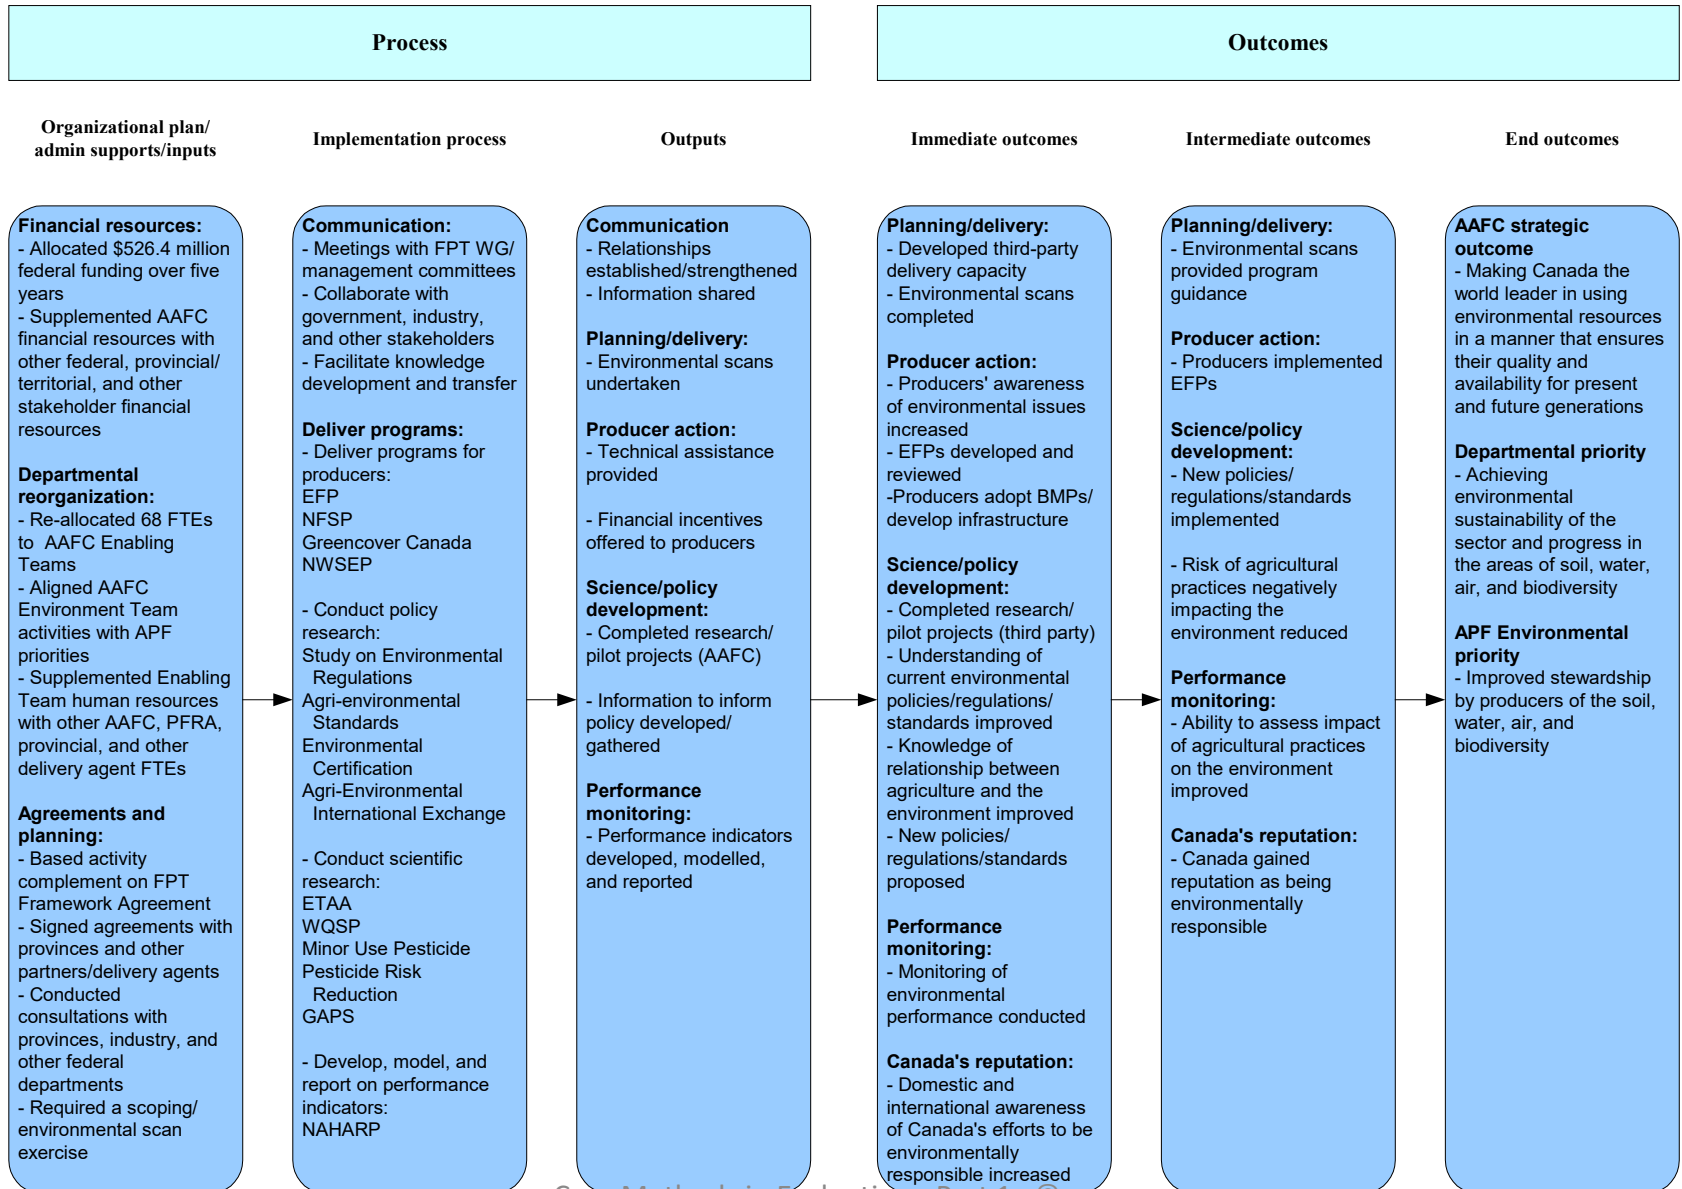 Process
Outcomes
Organizational plan/
admin supports/inputs
Implementation process
Outputs
Immediate outcomes
Intermediate outcomes
End outcomes
Financial resources:
- Allocated $526.4 million
federal funding over five
years
- Supplemented AAFC
financial resources with
other federal, provincial/
territorial, and other
stakeholder financial
resources
Departmental
reorganization:
- Re-allocated 68 FTEs
to AAFC Enabling
Teams
- Aligned AAFC
Environment Team
activities with APF
priorities
- Supplemented Enabling
Team human resources
with other AAFC, PFRA,
provincial, and other
delivery agent FTEs
Agreements and
planning:
- Based activity
complement on FPT
Framework Agreement
- Signed agreements with
provinces and other
partners/delivery agents
- Conducted
consultations with
provinces, industry, and
other federal
departments
- Required a scoping/
environmental scan
exercise
Communication:
- Meetings with FPT WG/
management committees
- Collaborate with
government, industry,
and other stakeholders
- Facilitate knowledge
development and transfer
Deliver programs:
- Deliver programs for
producers:
EFP
NFSP
Greencover Canada
NWSEP
- Conduct policy
research:
Study on Environmental
Regulations
Agri-environmental
Standards
Environmental
Certification
Agri-Environmental
International Exchange
- Conduct scientific
research:
ETAA
WQSP
Minor Use Pesticide
Pesticide Risk
Reduction
GAPS
- Develop, model, and
report on performance
indicators:
NAHARP
Communication
- Relationships
established/strengthened
- Information shared
Planning/delivery:
- Environmental scans
undertaken
Producer action:
- Technical assistance
provided
- Financial incentives
offered to producers
Science/policy
development:
- Completed research/
pilot projects (AAFC)
- Information to inform
policy developed/
gathered
Performance
monitoring:
- Performance indicators
developed, modelled,
and reported
Planning/delivery:
- Developed third-party
delivery capacity
- Environmental scans
completed
Producer action:
- Producers' awareness
of environmental issues
increased
- EFPs developed and
reviewed
-Producers adopt BMPs/
develop infrastructure
Science/policy
development:
- Completed research/
pilot projects (third party)
- Understanding of
current environmental
policies/regulations/
standards improved
- Knowledge of
relationship between
agriculture and the
environment improved
- New policies/
regulations/standards
proposed
Performance
monitoring:
- Monitoring of
environmental
performance conducted
Canada's reputation:
- Domestic and
international awareness
of Canada's efforts to be
environmentally
responsible increased
Planning/delivery:
- Environmental scans
provided program
guidance
Producer action:
- Producers implemented
EFPs
Science/policy
development:
- New policies/
regulations/standards
implemented
- Risk of agricultural
practices negatively
impacting the
environment reduced
Performance
monitoring:
- Ability to assess impact
of agricultural practices
on the environment
improved
Canada's reputation:
- Canada gained
reputation as being
environmentally
responsible
AAFC strategic
outcome
- Making Canada the
world leader in using
environmental resources
in a manner that ensures
their quality and
availability for present
and future generations
Departmental priority
- Achieving
environmental
sustainability of the
sector and progress in
the areas of soil, water,
air, and biodiversity
APF Environmental
priority
- Improved stewardship
by producers of the soil,
water, air, and
biodiversity